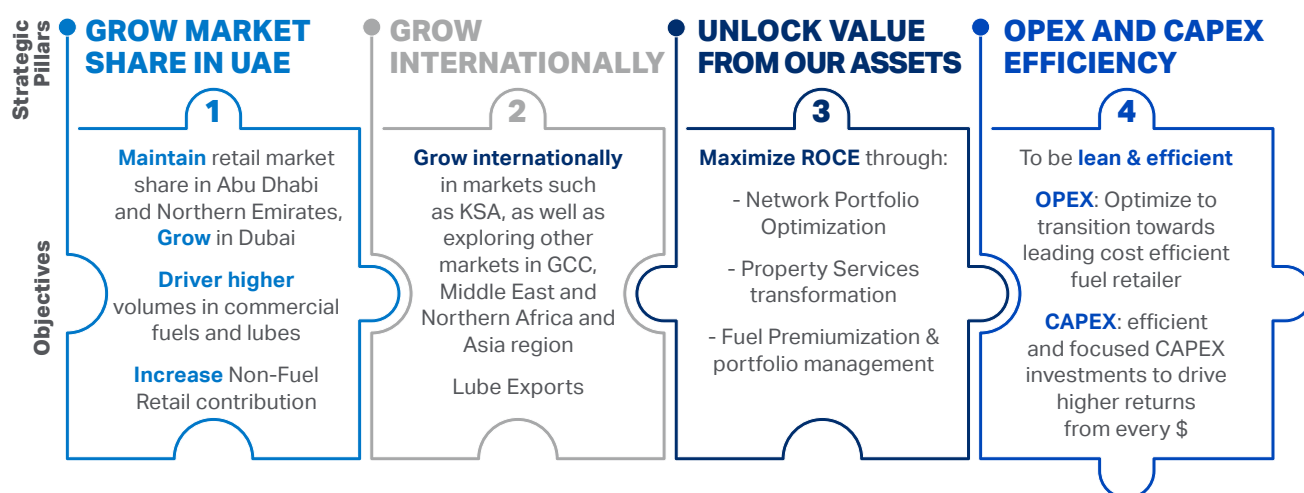 Strategic
Pillars
GROW MARKET
SHARE IN UAE
GROW
INTERNATIONALLY
UNLOCK VALUE
FROM OUR ASSETS
OPEX AND CAPEX
EFFICIENCY
Objectives
1
Maintain retail market
share in Abu Dhabi
and Northern Emirates,
Grow in Dubai
Driver higher
volumes in commercial
fuels and lubes
Increase Non-Fuel
Retail contribution
2
Grow internationally
in markets such
as KSA, as well as
exploring other
markets in GCC,
Middle East and
Northern Africa and
Asia region
Lube Exports
3
Maximize ROCE through:
- Network Portfolio
Optimization
- Property Services
transformation
- Fuel Premiumization &
portfolio management
4
To be lean & efficient
OPEX: Optimize to
transition towards
leading cost efficient
fuel retailer
CAPEX: efficient
and focused CAPEX
investments to drive
higher returns
from every $